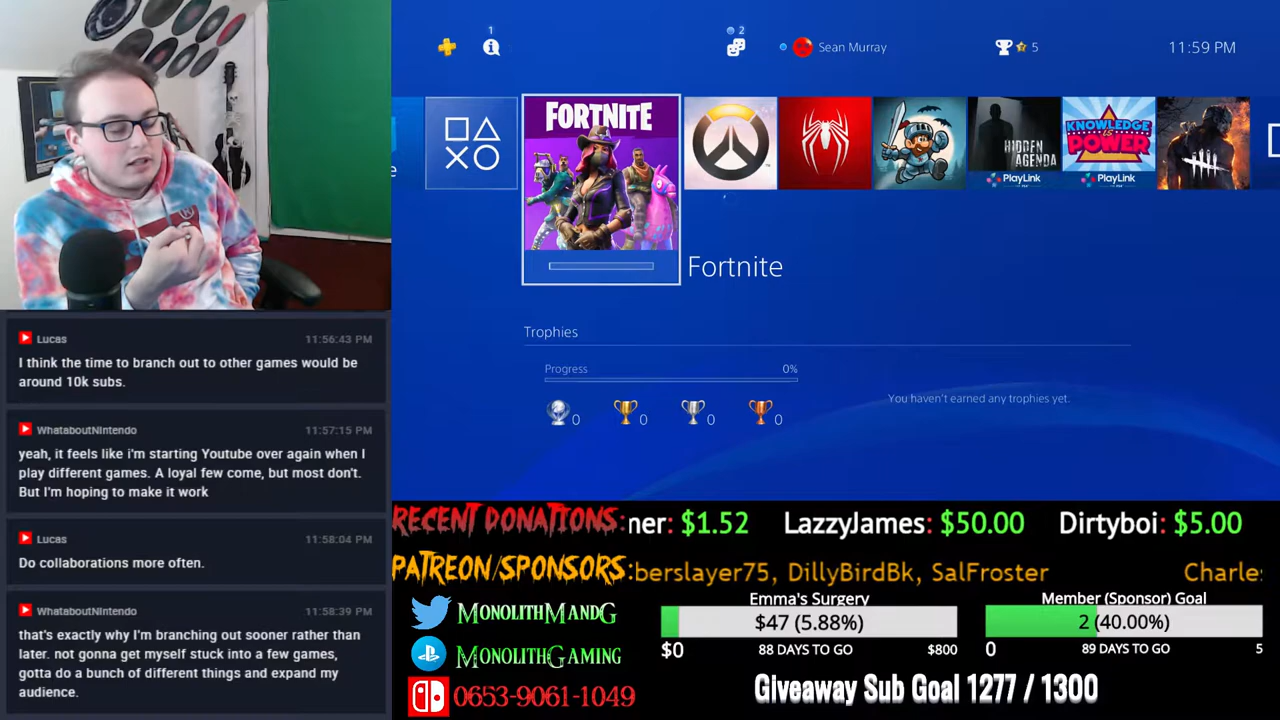 1
2
Sean Murray
5
11:59 PM
e
FORTNITE
HIDDEN
AGENDA
PlayLink
KNOWLEDGE
IS
POWER
PlayLink
Fortnite
Trophies
Progress 0%
0 0 0 0
You haven't earned any trophies yet.
Lucas 11:56:43 PM
I think the time to branch out to other games would be
around 10k subs.
WhataboutNintendo 11:57:15 PM
yeah, it feels like i'm starting Youtube over again when I
play different games. A loyal few come, but most don't.
But I'm hoping to make it work
Lucas 11:58:04 PM
Do collaborations more often.
WhataboutNintendo 11:58:39 PM
that's exactly why I'm branching out sooner rather than
later. not gonna get myself stuck into a few games,
gotta do a bunch of different things and expand my
audience.
RECENT DONATIONS: ner: $1.52 LazzyJames: $50.00 Dirtyboi: $5.00
PATREON/SPONSORS: berslayer75, DillyBirdBk, SalFroster Charles
MonolithMandG
MonolithGaming
0653-9061-1049
Emma's Surgery
$47 (5.88%)
$0 88 DAYS TO GO $800
Member (Sponsor) Goal
2 (40.00%)
0 89 DAYS TO GO 5
Giveaway Sub Goal 1277 / 1300